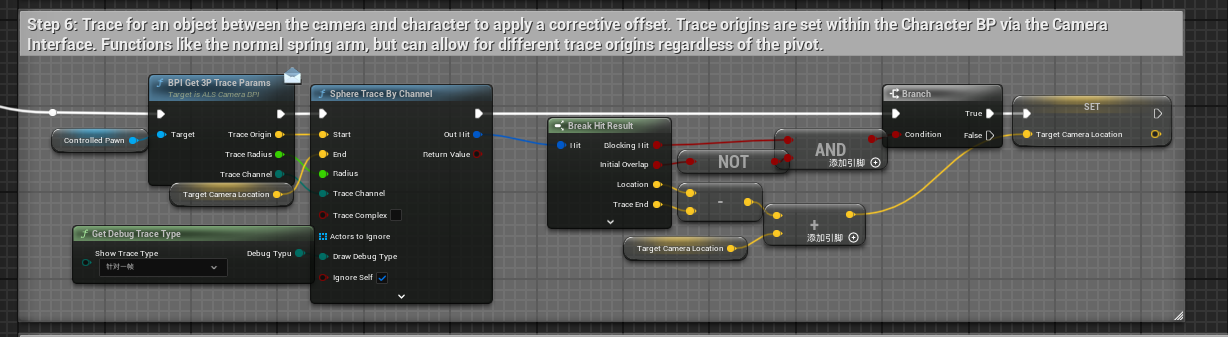 Step 6: Trace for an object between the camera and character to apply a corrective offset. Trace origins are set within the Character BP via the Camera
Interface. Functions like the normal spring arm, but can allow for different trace origins regardless of the pivot.
BPI Get 3P Trace Params
Target is ALS Camera BPI
Target
Trace Origin
Trace Radius
Trace Channel
Controlled Pawn
Target Camera Location
Get Debug Trace Type
Show Trace Type
针对一帧
Debug Typu
Sphere Trace By Channel
Start
Out Hit
End
Return Value
Radius
Trace Channel
Trace Complex
Actors to Ignore
Draw Debug Type
Ignore Self
Break Hit Result
Hit
Blocking Hit
Initial Overlap
Location
Trace End
NOT
AND
添加引脚
-
+
添加引脚
Target Camera Location
Branch
True
Condition
False
SET
Target Camera Location